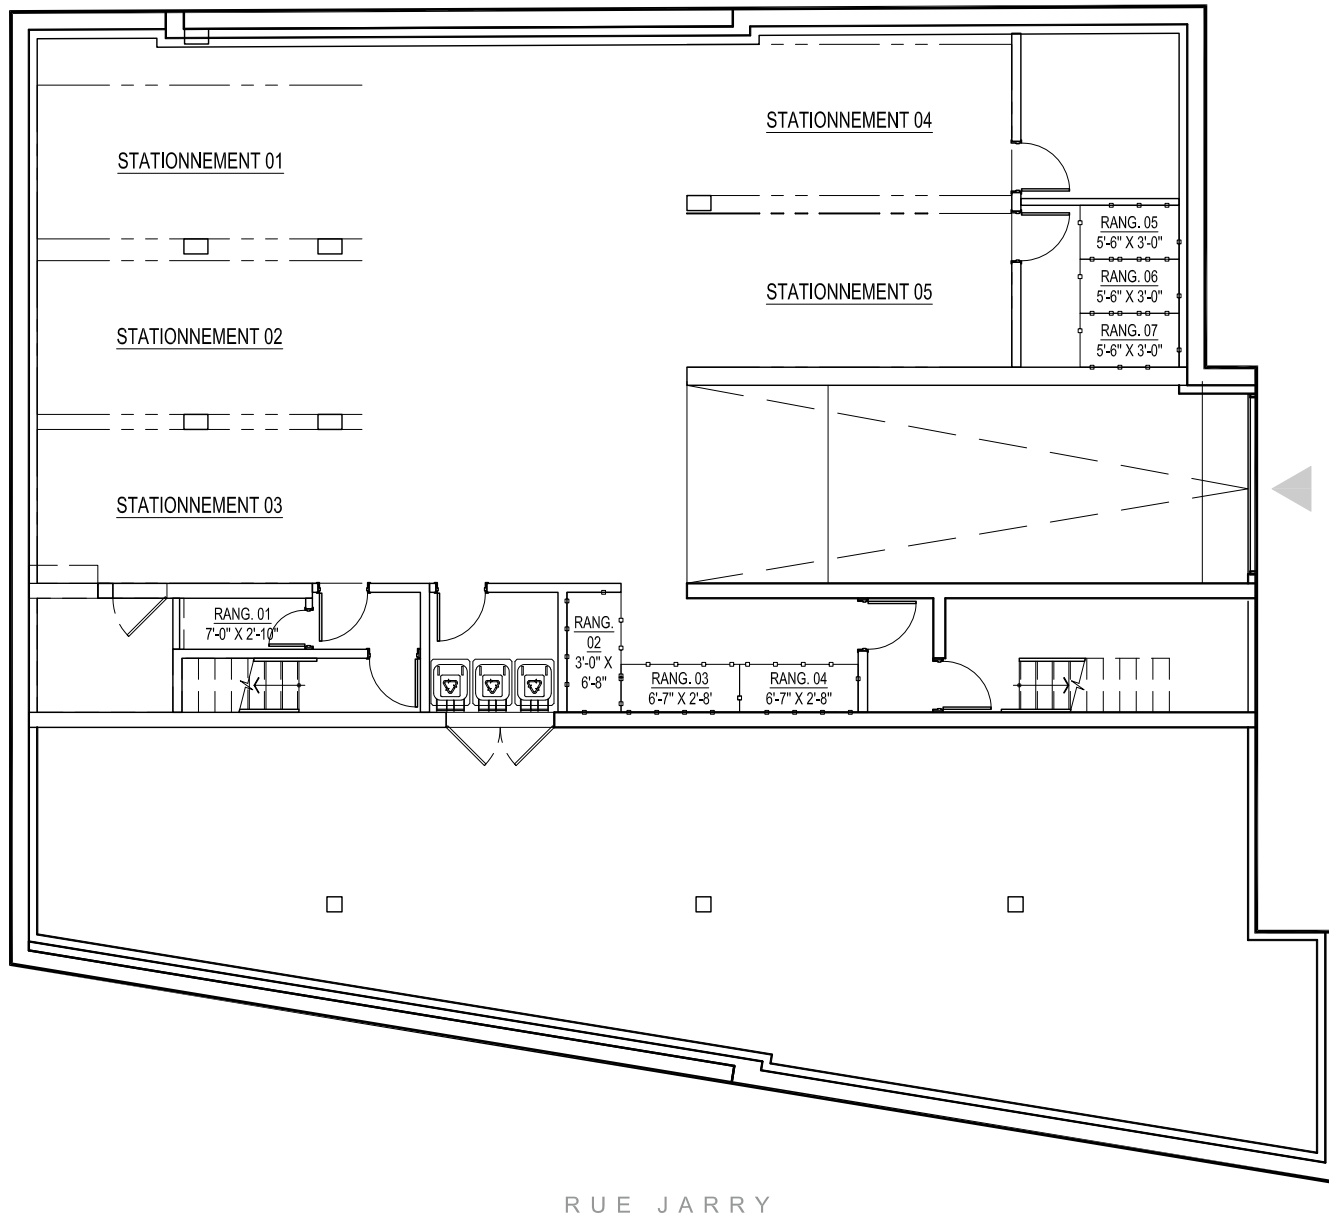 STATIONNEMENT 01
STATIONNEMENT 02
STATIONNEMENT 03
STATIONNEMENT 04
STATIONNEMENT 05
RANG. 05
5'-6" X 3'-0"
RANG. 06
5'-6" X 3'-0"
RANG. 07
5'-6" X 3'-0"
RANG. 01
7'-0" X 2'-10"
RANG.
02
3'-0" X
6'-8"
RANG. 03
6'-7" X 2'-8'
RANG. 04
6'-7" X 2'-8"
RUE JARRY